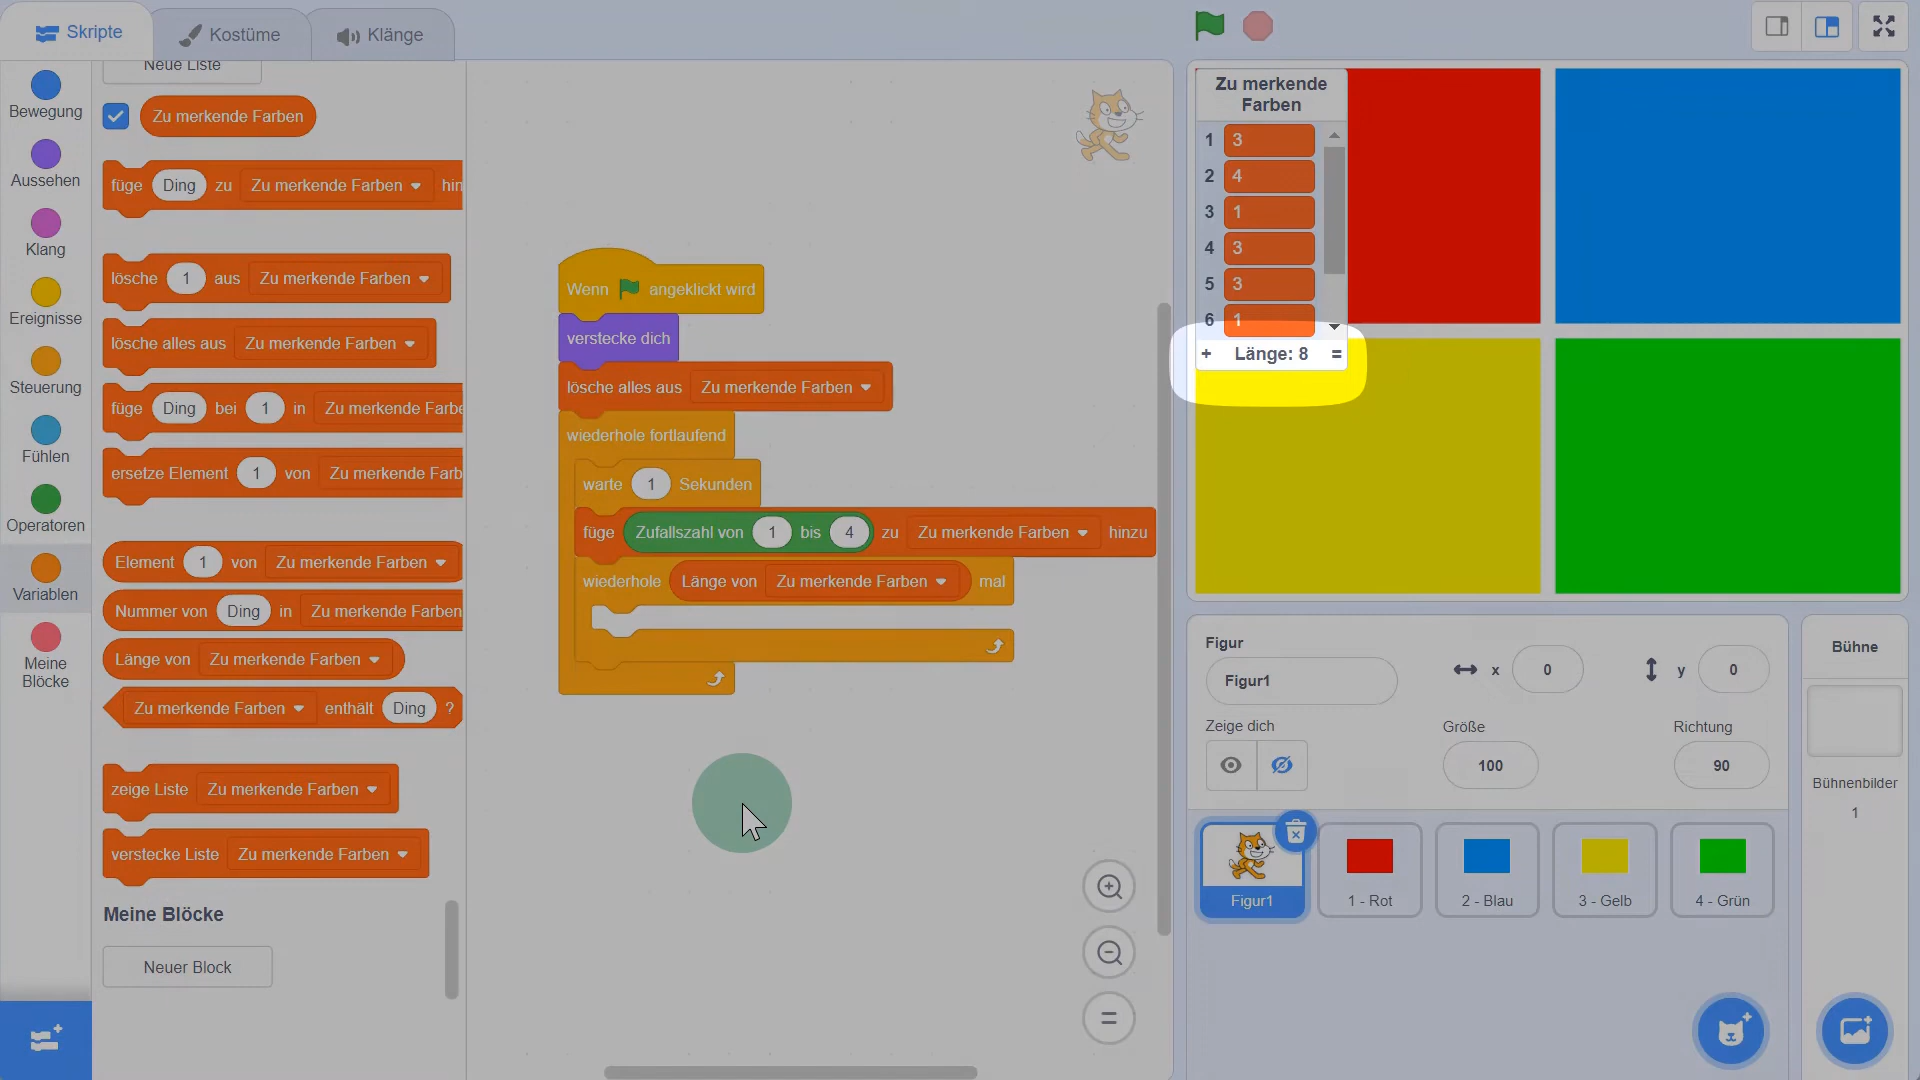 Skripte
Kostüme
Klänge
Bewegung
Aussehen
Klang
Ereignisse
Steuerung
Fühlen
Operatoren
Variablen
Meine
Blöcke
Neue Liste
Zu merkende Farben
füge Ding zu Zu merkende Farben hin
lösche 1 aus Zu merkende Farben
lösche alles aus Zu merkende Farben
füge Ding bei 1 in Zu merkende Farbe
ersetze Element 1 von Zu merkende Farb
Element 1 von Zu merkende Farben
Nummer von Ding in Zu merkende Farben
Länge von Zu merkende Farben
Zu merkende Farben enthält Ding ?
zeige Liste Zu merkende Farben
verstecke Liste Zu merkende Farben
Meine Blöcke
Neuer Block
Wenn angeklickt wird
verstecke dich
lösche alles aus Zu merkende Farben
wiederhole fortlaufend
warte 1 Sekunden
füge Zufallszahl von 1 bis 4 zu Zu merkende Farben hinzu
wiederhole Länge von Zu merkende Farben mal
Zu merkende
Farben
1 3
2 4
3 1
4 3
5 3
6 1
+ Länge: 8 =
Figur
Figur1
x 0
y 0
Zeige dich
Größe
100
Richtung
90
Figur1
1 - Rot
2 - Blau
3 - Gelb
4 - Grün
Bühne
Bühnenbilder
1